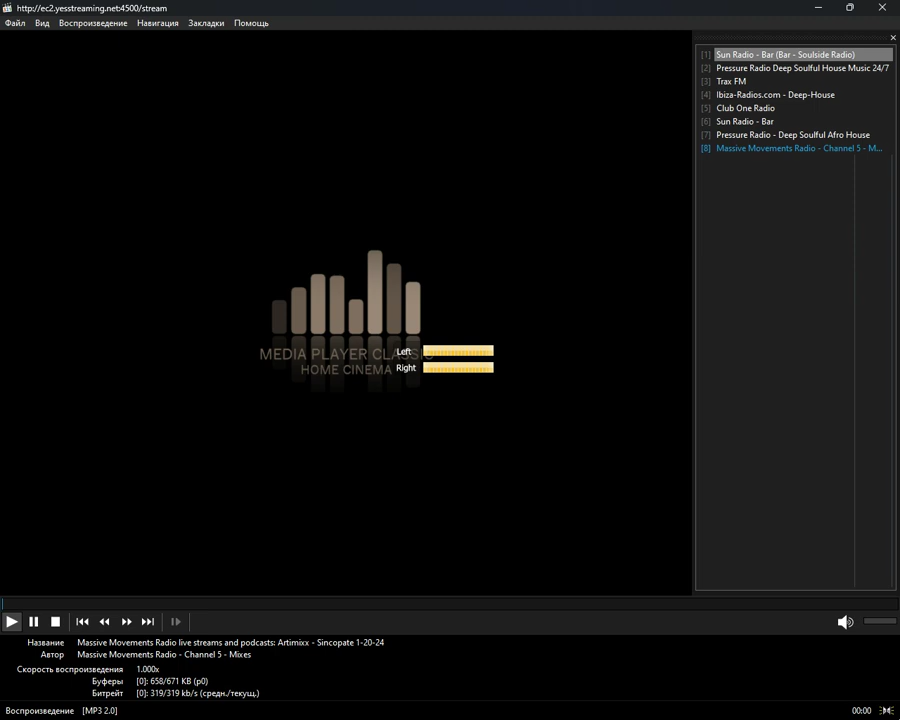 http://ec2.yesstreaming.net:4500/stream
Файл Вид Воспроизведение Навигация Закладки Помощь
[1] Sun Radio - Bar (Bar - Soulside Radio)
[2] Pressure Radio Deep Soulful House Music 24/7
[3] Trax FM
[4] Ibiza-Radios.com - Deep-House
[5] Club One Radio
[6] Sun Radio - Bar
[7] Pressure Radio - Deep Soulful Afro House
[8] Massive Movements Radio - Channel 5 - M...
MEDIA PLAYER CLASSIC
HOME CINEMA
Left
Right
Название Massive Movements Radio live streams and podcasts: Artimixx - Sincopate 1-20-24
Автор Massive Movements Radio - Channel 5 - Mixes
Скорость воспроизведения 1.000x
Буферы [0]: 658/671 KB (p0)
Битрейт [0]: 319/319 kb/s (средн./текущ.)
Воспроизведение [MP3 2.0] 00:00